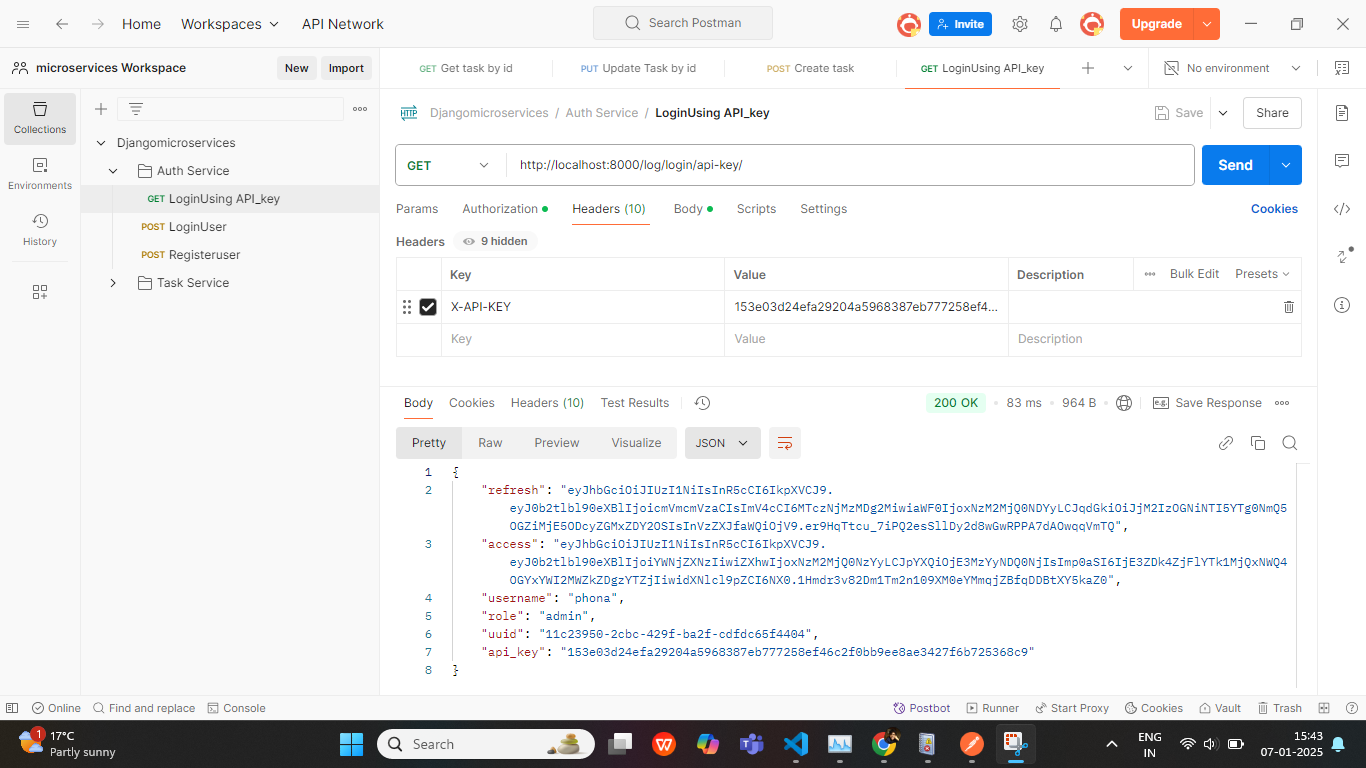 Home Workspaces API Network Search Postman Invite Upgrade
microservices Workspace New Import GET Get task by id PUT Update Task by id POST Create task GET LoginUsing API_key No environment
Collections
Environments
History
Djangomicroservices
Auth Service
GET LoginUsing API_key
POST LoginUser
POST Registeruser
Task Service
HTTP Djangomicroservices / Auth Service / LoginUsing API_key Save Share
GET http://localhost:8000/log/login/api-key/ Send
Params Authorization Headers (10) Body Scripts Settings Cookies
Headers 9 hidden
Key Value Description Bulk Edit Presets
X-API-KEY 153e03d24efa29204a5968387eb777258ef4...
Key Value Description
Body Cookies Headers (10) Test Results 200 OK 83 ms 964 B e.g. Save Response
Pretty Raw Preview Visualize JSON
1 {
2 "refresh": "eyJhbGciOiJIUzI1NiIsInR5cCI6IkpXVCJ9.
3 "access": "eyJhbGciOiJIUzI1NiIsInR5cCI6IkpXVCJ9.
4 "username": "phona",
5 "role": "admin",
6 "uuid": "11c23950-2cbc-429f-ba2f-cdfdc65f4404",
7 "api_key": "153e03d24efa29204a5968387eb777258ef46c2f0bb9ee8ae3427f6b725368c9"
8 }
Online Find and replace Console Postbot Runner Start Proxy Cookies Vault Trash
1 17°C
Partly sunny
Search
ENG
IN
15:43
07-01-2025